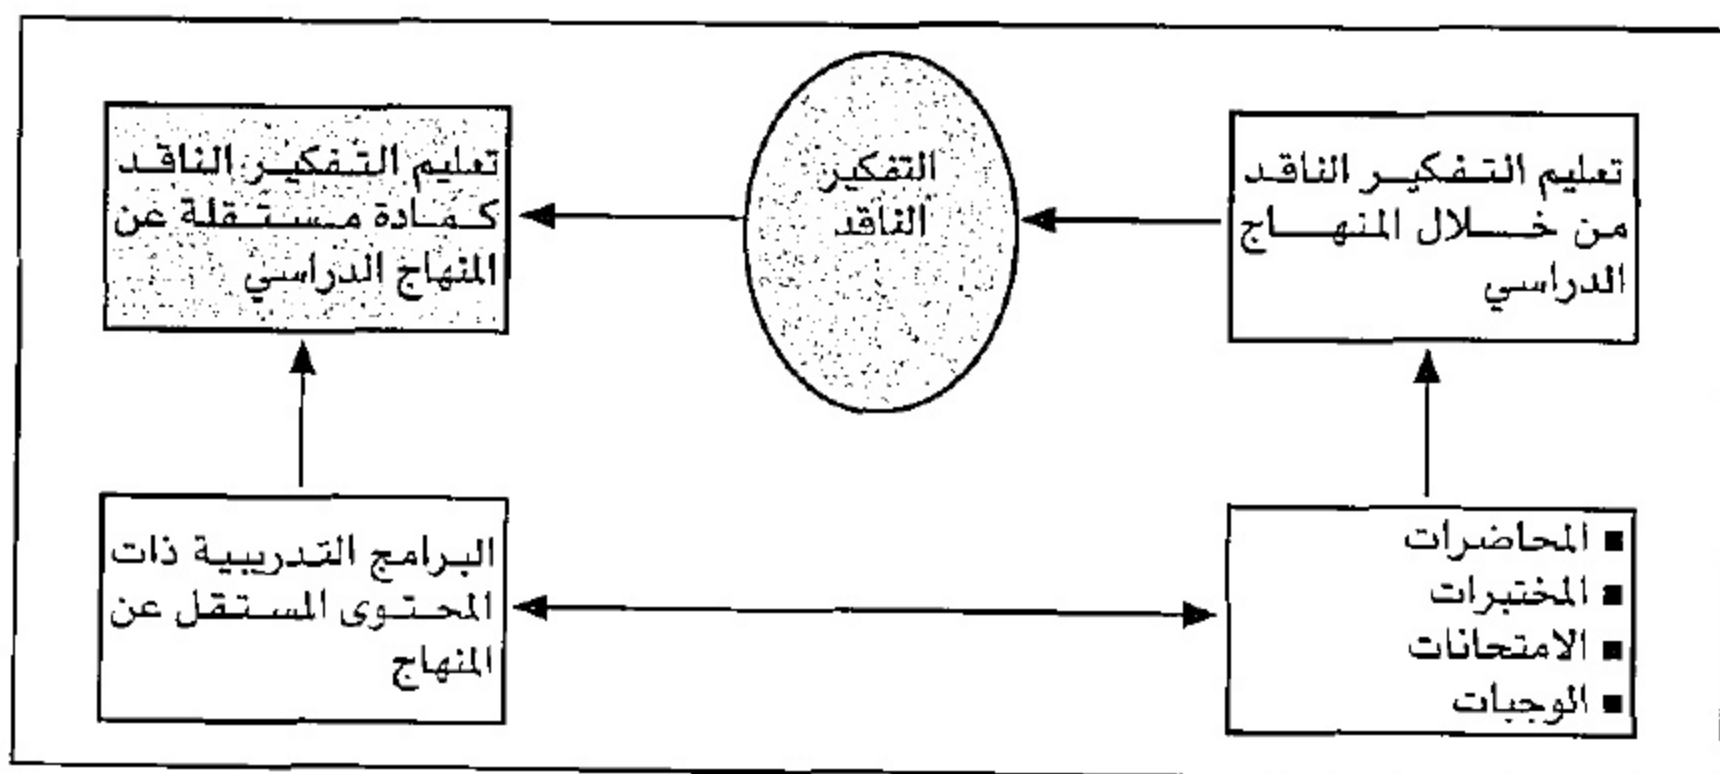 تعليم التفكير الناقد
من خلال المنهاج
الدراسي
التفكير
الناقد
تعليم التفكير الناقد
كمادة مستقلة عن
المنهاج الدراسي
■ المحاضرات
■ المختبرات
■ الامتحانات
■ الوجبات
البرامج التدريبية ذات
المحتوى المستقل عن
المنهاج